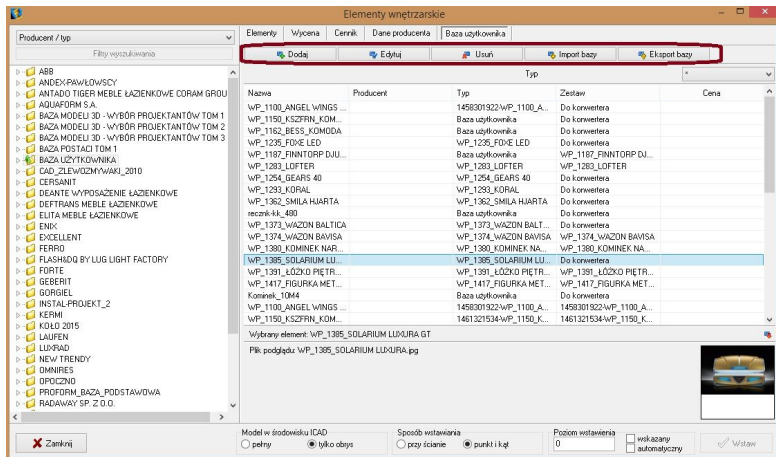 Elementy wnętrzarskie
Producent / typ
Filtry wyszukiwania
ABB
ANDEX-PAWŁOWSCY
ANTADO TIGER MEBLE ŁAZIENKOWE CORAM GROU
AQUAFORM S.A.
BAZA MODELI 3D - WYBÓR PROJEKTANTÓW TOM 1
BAZA MODELI 3D - WYBÓR PROJEKTANTÓW TOM 2
BAZA MODELI 3D - WYBÓR PROJEKTANTÓW TOM 3
BAZA POSTACI TOM 1
BAZA UŻYTKOWNIKA
CAD_ZLEWOZMYWAKI_2010
CERSANIT
DEANTE WYPOSAŻENIE ŁAZIENKOWE
DEFTRANS MEBLE ŁAZIENKOWE
ELITA MEBLE ŁAZIENKOWE
ENIX
EXCELLENT
FERRO
FLASH&DQ BY LUG LIGHT FACTORY
FORTE
GEBERIT
GORGIEL
INSTAL-PROJEKT_2
KERMI
KOŁO 2015
LAUFEN
LUXRAD
NEW TRENDY
OMNIRES
OPOCZNO
PROFORM_BAZA_PODSTAWOWA
RADAWAY SP. Z O.O.
Zamknij
Elementy Wycena Cennik Dane producenta Baza użytkownika
Dodaj Edytuj Usuń Import bazy Eksport bazy
Typ *
Nazwa Producent Typ Zestaw Cena
WP_1100_ANGEL WINGS ... 1458301922-WP_1100_A... Do konwertera
WP_1150_KSZFRN_KOM... Baza użytkownika Do konwertera
WP_1162_BESS_KOMODA Baza użytkownika Do konwertera
WP_1235_FOXE LED WP_1235_FOXE LED Do konwertera
WP_1187_FINNTORP DJU... Baza użytkownika WP_1187_FINNTORP DJ...
WP_1283_LOFTER WP_1283_LOFTER WP_1283_LOFTER
WP_1254_GEARS 40 WP_1254_GEARS 40 Do konwertera
WP_1293_KORAL WP_1293_KORAL Do konwertera
WP_1362_SMILA HJARTA WP_1362_SMILA HJARTA Do konwertera
recznk-kk_480 Baza użytkownika Do konwertera
WP_1373_WAZON BALTICA WP_1373_WAZON BALT... Do konwertera
WP_1374_WAZON BAVISA WP_1374_WAZON BAVISA WP_1374_WAZON BAVISA
WP_1380_KOMINEK NAR... WP_1380_KOMINEK NA... WP_1380_KOMINEK NA...
WP_1385_SOLARIUM LU... WP_1385_SOLARIUM LU... Do konwertera
WP_1391_ŁÓŻKO PIĘTR... WP_1391_ŁÓŻKO PIĘTR... WP_1391_ŁÓŻKO PIĘTR...
WP_1417_FIGURKA MET... WP_1417_FIGURKA MET... WP_1417_FIGURKA MET...
Kominek_10M4 Baza użytkownika Do konwertera
WP_1100_ANGEL WINGS ... 1458301922-WP_1100_A... 1458301922-WP_1100_A...
WP_1150_KSZFRN_KOM... 1461321534-WP_1150_K... 1461321534-WP_1150_K...
Wybrany element: WP_1385_SOLARIUM LUXURA GT
Plik podglądu: WP_1385_SOLARIUM LUXURA.jpg
Model w środowisku ICAD
pełny tylko obrys
Sposób wstawiania
przy ścianie punkt i kąt
Poziom wstawienia
0
wskazany
automatyczny
Wstaw